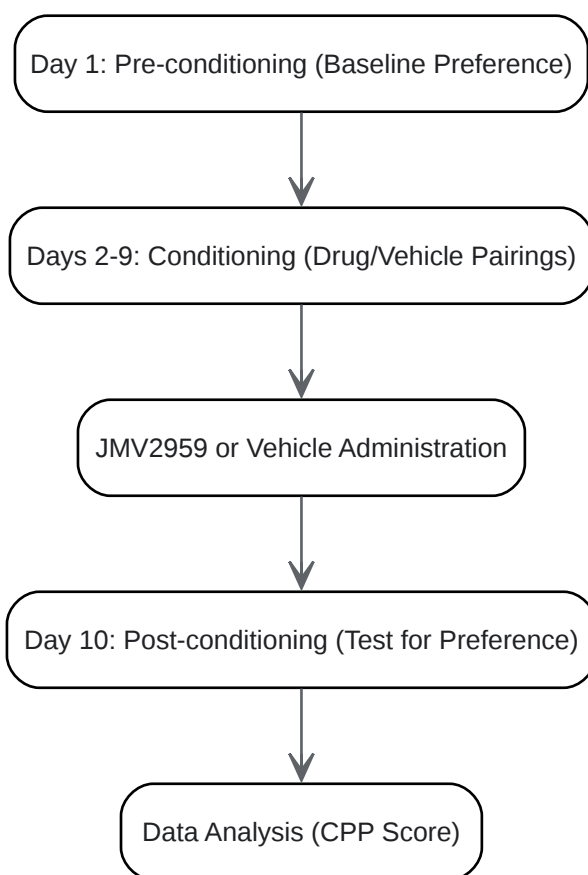 Day 1: Pre-conditioning (Baseline Preference)
Days 2-9: Conditioning (Drug/Vehicle Pairings)
JMV2959 or Vehicle Administration
Day 10: Post-conditioning (Test for Preference)
Data Analysis (CPP Score)